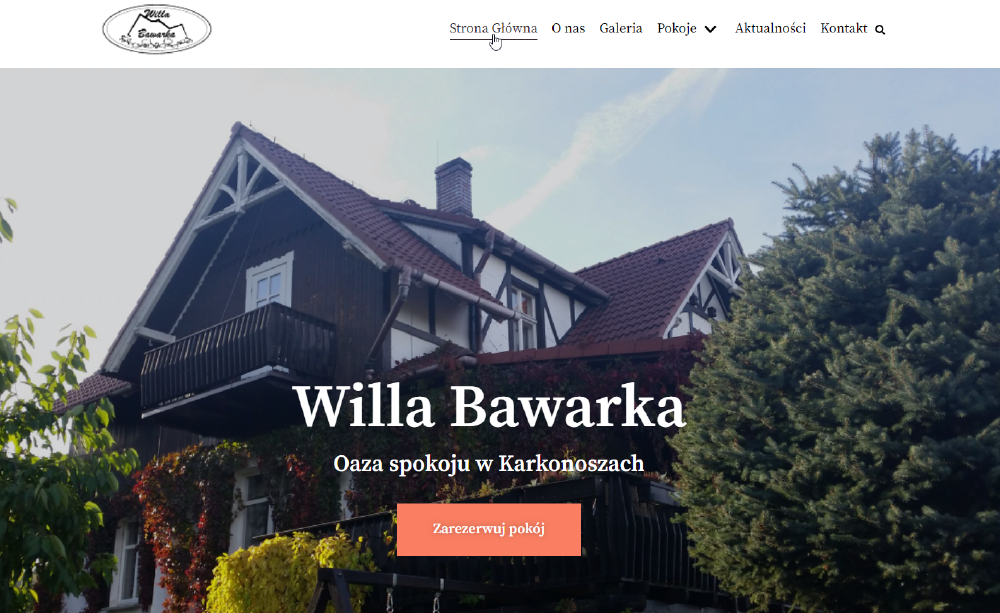 Willa
Bawarka
Strona Główna O nas Galeria Pokoje Aktualności Kontakt
Willa Bawarka
Oaza spokoju w Karkonoszach
Zarezerwuj pokój